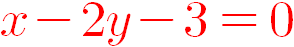 x − 2y − 3 = 0